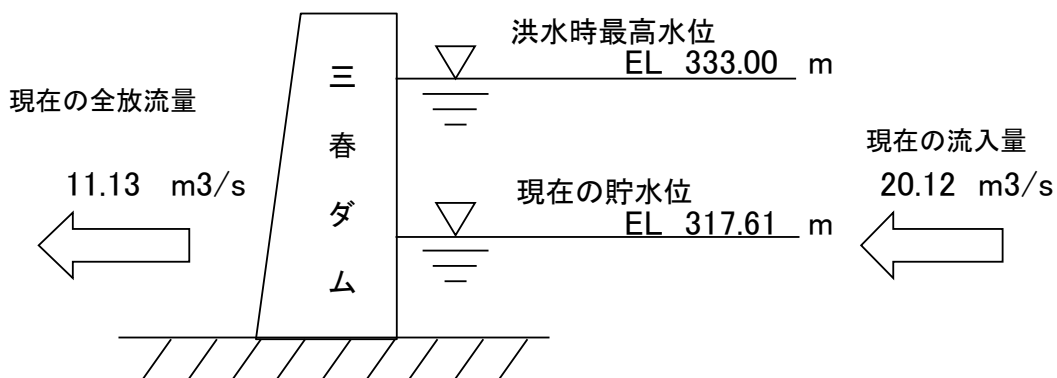 洪水時最高水位
EL 333.00 m
現在の全放流量
11.13 m3/s
三春ダム
現在の流入量
20.12 m3/s
現在の貯水位
EL 317.61 m